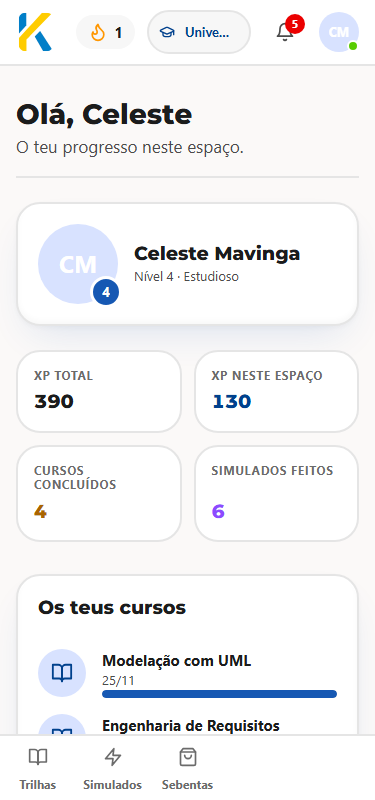 1
Unive...
5
CM
Olá, Celeste
O teu progresso neste espaço.
CM
4
Celeste Mavinga
Nível 4 · Estudioso
XP TOTAL
390
XP NESTE ESPAÇO
130
CURSOS
CONCLUÍDOS
4
SIMULADOS FEITOS
6
Os teus cursos
Modelação com UML
25/11
Engenharia de Requisitos
Trilhas
Simulados
Sebentas